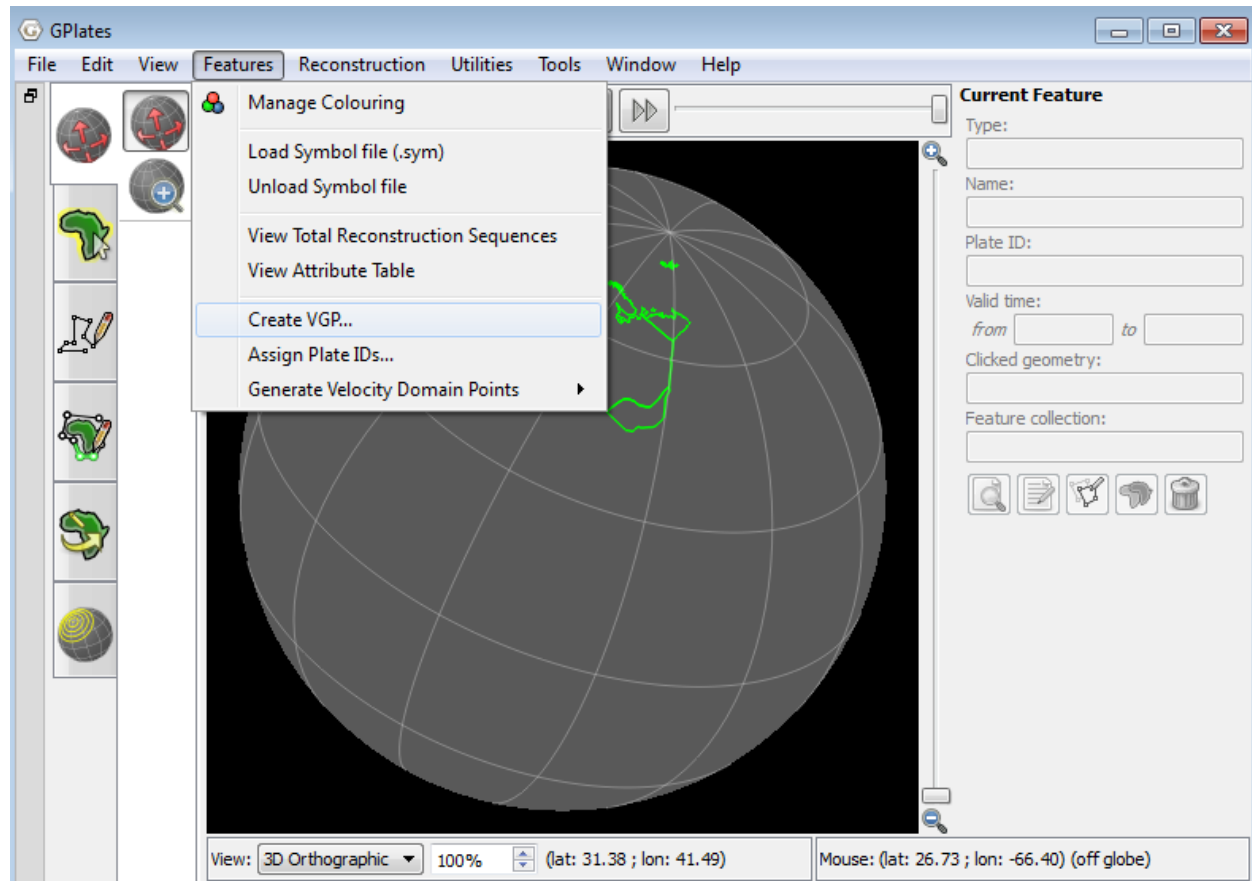 GPlates
File Edit View Features Reconstruction Utilities Tools Window Help
Manage Colouring
Load Symbol file (.sym)
Unload Symbol file
View Total Reconstruction Sequences
View Attribute Table
Create VGP...
Assign Plate IDs...
Generate Velocity Domain Points
Current Feature
Type:
Name:
Plate ID:
Valid time:
from to
Clicked geometry:
Feature collection:
View: 3D Orthographic 100% (lat: 31.38 ; lon: 41.49) Mouse: (lat: 26.73 ; lon: -66.40) (off globe)